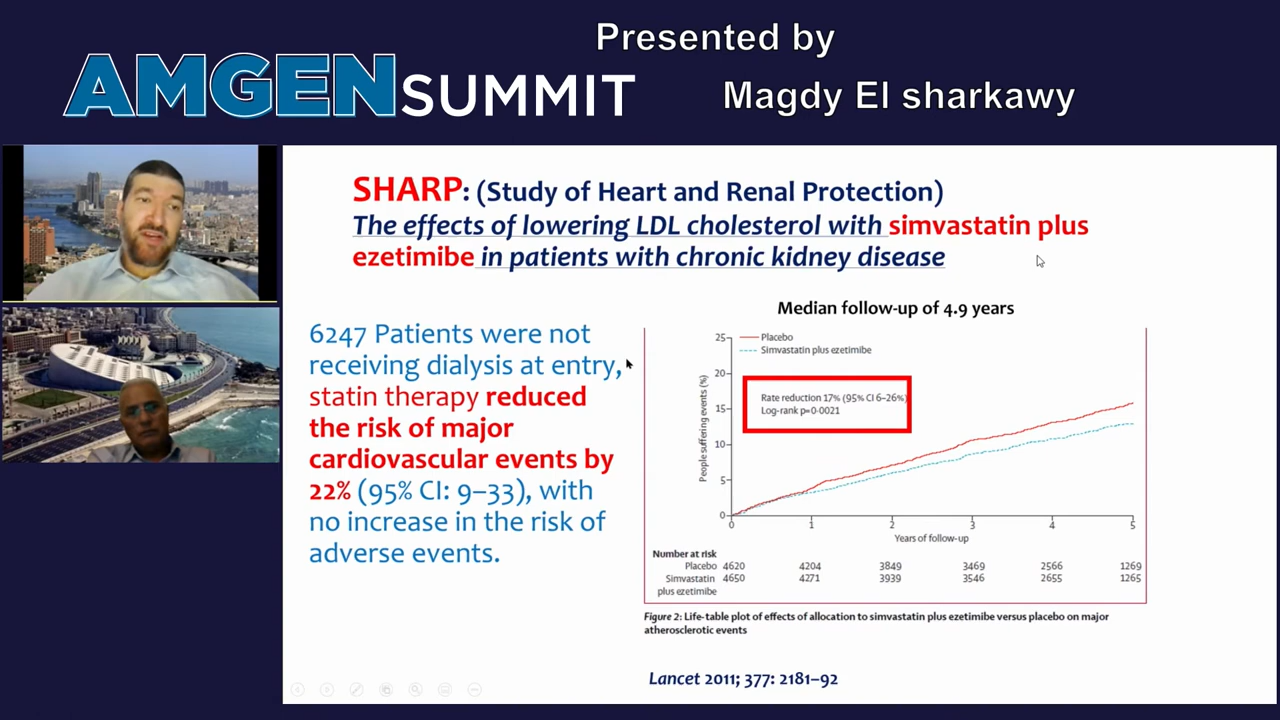 Presented by
AMGEN SUMMIT
Magdy El sharkawy
SHARP: (Study of Heart and Renal Protection)
The effects of lowering LDL cholesterol with simvastatin plus
ezetimibe in patients with chronic kidney disease
6247 Patients were not
receiving dialysis at entry,
statin therapy reduced
the risk of major
cardiovascular events by
22% (95% CI: 9–33), with
no increase in the risk of
adverse events.
Median follow-up of 4.9 years
25
Placebo
Simvastatin plus ezetimibe
20
Rate reduction 17% (95% CI 6–26%)
Log-rank p=0·0021
15
10
5
0
People suffering events (%)
0 1 2 3 4 5
Years of follow-up
Number at risk
Placebo 4620 4204 3849 3469 2566 1269
Simvastatin 4650 4271 3939 3546 2655 1265
plus ezetimibe
Figure 2: Life-table plot of effects of allocation to simvastatin plus ezetimibe versus placebo on major
atherosclerotic events
Lancet 2011; 377: 2181–92